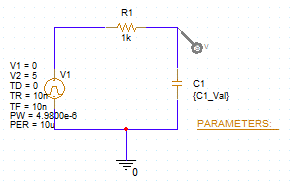 R1
1k
V
V1 = 0
V2 = 5
TD = 0
TR = 10n
TF = 10n
PW = 4.9800e-6
PER = 10u
V1
C1
{C1_Val}
PARAMETERS:
0